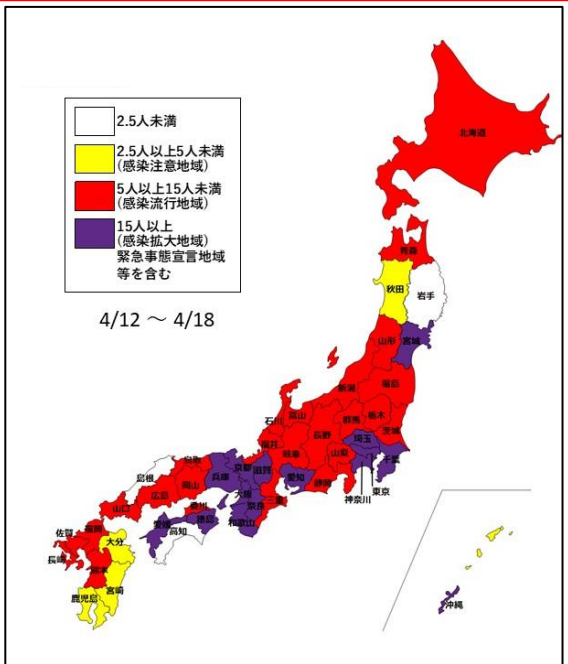 2.5人未満
2.5人以上5人未満
(感染注意地域)
5人以上15人未満
(感染流行地域)
15人以上
(感染拡大地域)
緊急事態宣言地域
等を含む
4/12 ～ 4/18
北海道
青森
秋田
岩手
山形
宮城
新潟
福島
石川
富山
群馬
栃木
長野
茨城
福井
埼玉
岐阜
山梨
千葉
鳥取
京都
滋賀
愛知
静岡
東京
島根
兵庫
神奈川
岡山
大阪
奈良
三重
広島
香川
和歌山
山口
徳島
愛媛
高知
福岡
佐賀
大分
長崎
熊本
宮崎
鹿児島
沖縄